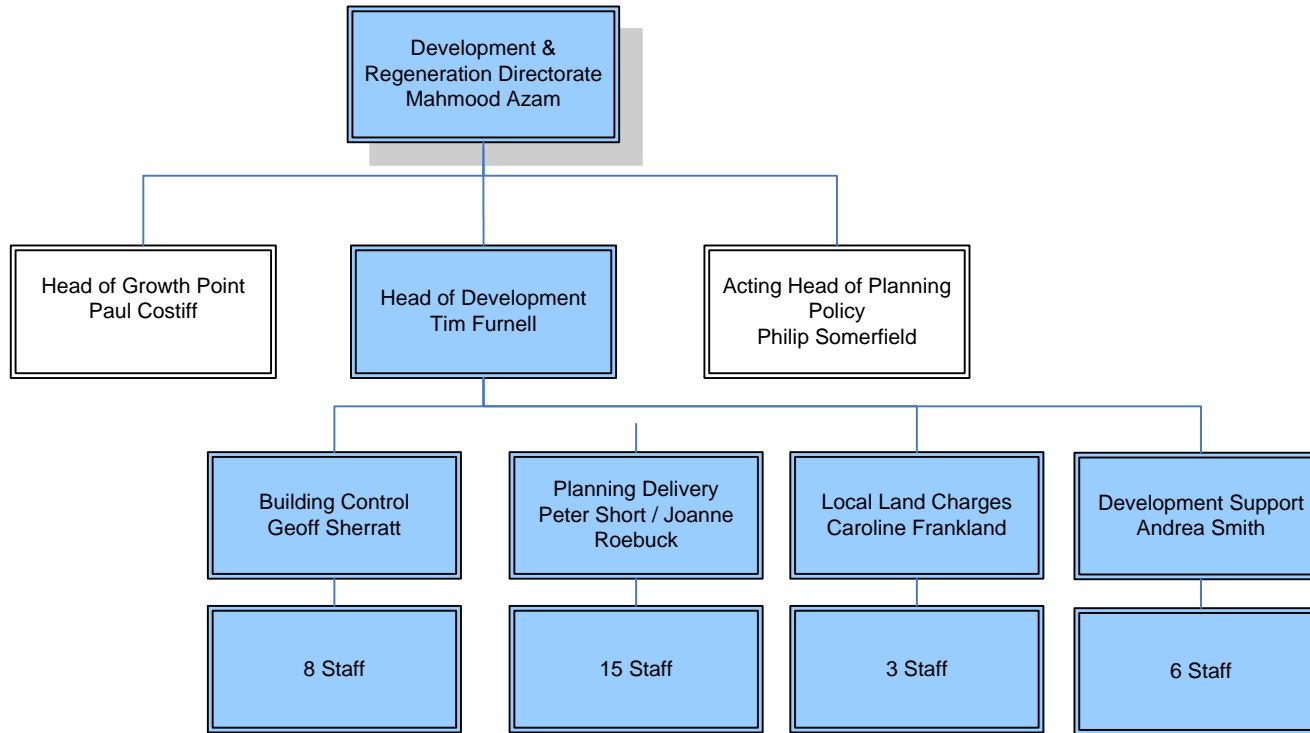 Development &
Regeneration Directorate
Mahmood Azam
Head of Growth Point
Paul Costiff
Head of Development
Tim Furnell
Acting Head of Planning
Policy
Philip Somerfield
Building Control
Geoff Sherratt
Planning Delivery
Peter Short / Joanne
Roebuck
Local Land Charges
Caroline Frankland
Development Support
Andrea Smith
8 Staff
15 Staff
3 Staff
6 Staff